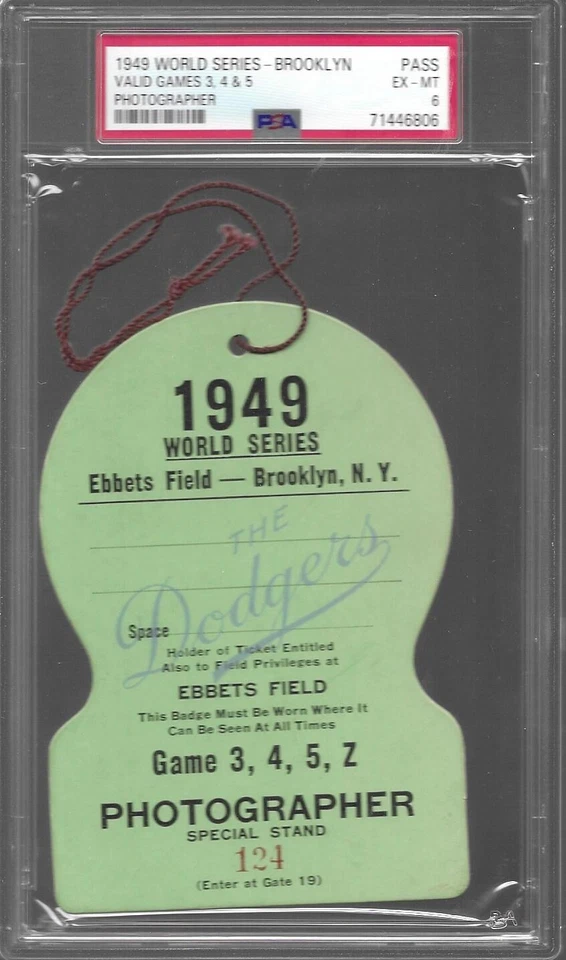 1949 WORLD SERIES-BROOKLYN PASS
VALID GAMES 3, 4 & 5 EX-MT
PHOTOGRAPHER 6
PSA 71446806
1949
WORLD SERIES
Ebbets Field — Brooklyn, N. Y.
THE
Dodgers
Space
Holder of Ticket Entitled
Also to Field Privileges at
EBBETS FIELD
This Badge Must Be Worn Where It
Can Be Seen At All Times
Game 3, 4, 5, Z
PHOTOGRAPHER
SPECIAL STAND
124
(Enter at Gate 19)